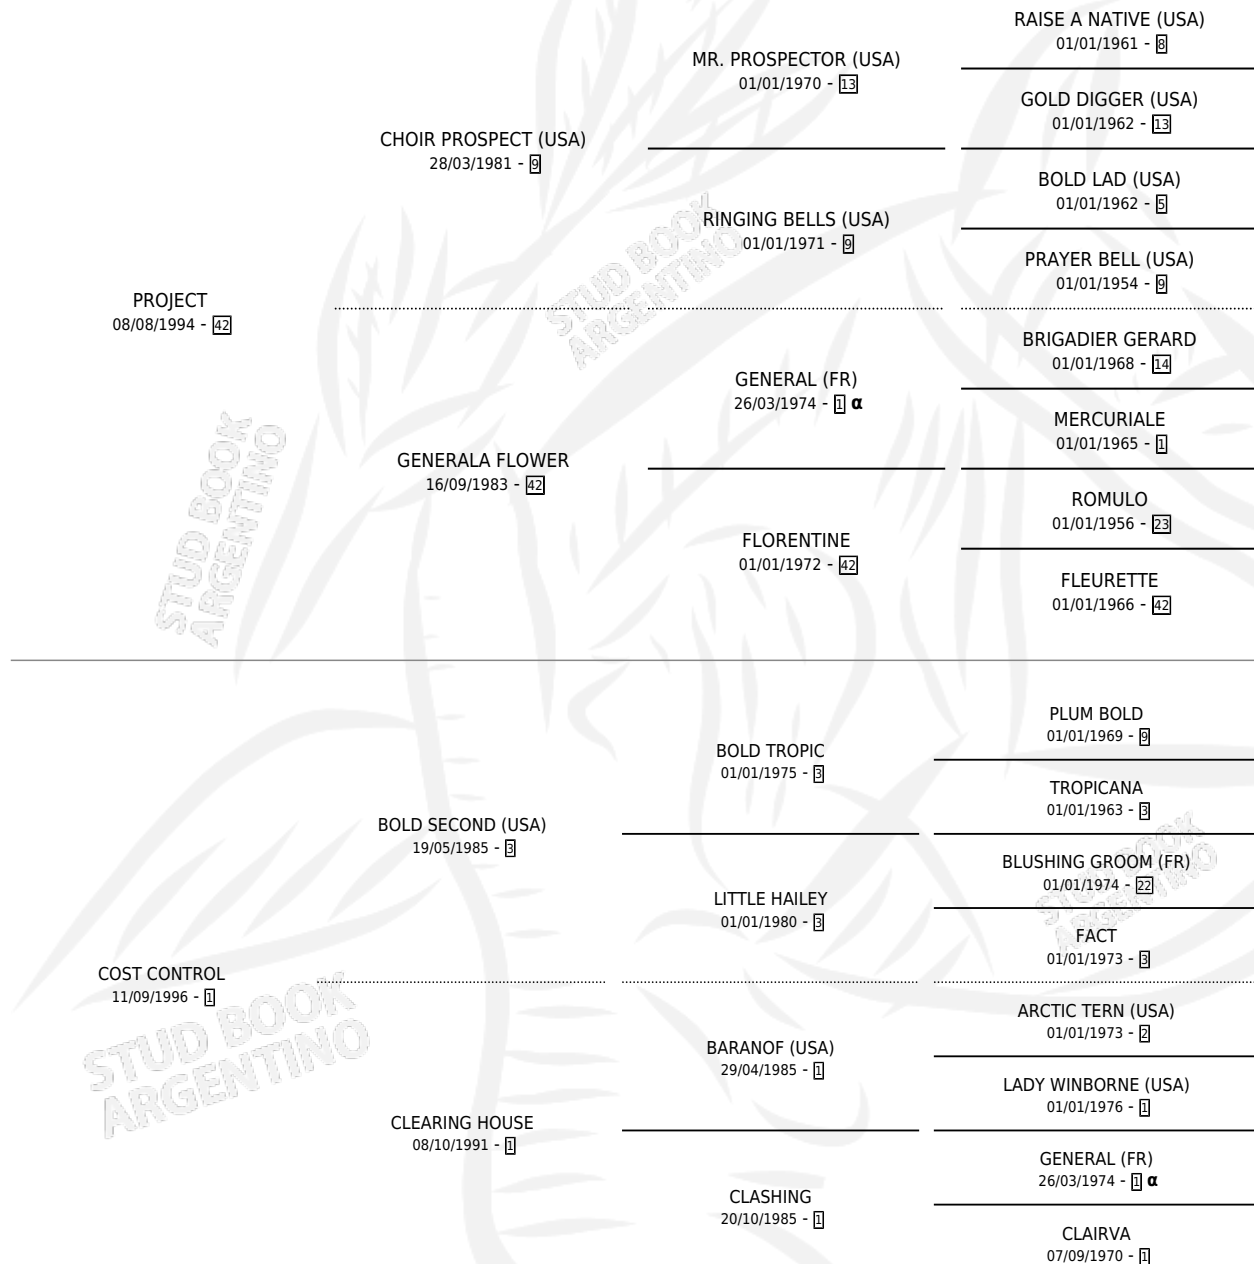 RAISE A NATIVE (USA)
01/01/1961 - 8
MR. PROSPECTOR (USA)
01/01/1970 - 13
GOLD DIGGER (USA)
01/01/1962 - 13
CHOIR PROSPECT (USA)
28/03/1981 - 9
BOLD LAD (USA)
01/01/1962 - 5
RINGING BELLS (USA)
01/01/1971 - 9
PRAYER BELL (USA)
01/01/1954 - 9
STUD BOOK
ARGENTINO
PROJECT
08/08/1994 - 42
BRIGADIER GERARD
01/01/1968 - 14
GENERAL (FR)
26/03/1974 - 1 α
MERCURIALE
01/01/1965 - 1
GENERALA FLOWER
16/09/1983 - 42
ROMULO
01/01/1956 - 23
FLORENTINE
01/01/1972 - 42
FLEURETTE
01/01/1966 - 42
STUD BOOK
ARGENTINO
PLUM BOLD
01/01/1969 - 9
BOLD TROPIC
01/01/1975 - 3
TROPICANA
01/01/1963 - 3
BOLD SECOND (USA)
19/05/1985 - 3
BLUSHING GROOM (FR)
01/01/1974 - 22
LITTLE HAILEY
01/01/1980 - 3
FACT
01/01/1973 - 3
STUD BOOK
ARGENTINO
COST CONTROL
11/09/1996 - 1
ARCTIC TERN (USA)
01/01/1973 - 2
BARANOF (USA)
29/04/1985 - 1
LADY WINBORNE (USA)
01/01/1976 - 1
CLEARING HOUSE
08/10/1991 - 1
GENERAL (FR)
26/03/1974 - 1 α
CLASHING
20/10/1985 - 1
CLAIRVA
07/09/1970 - 1
STUD BOOK
ARGENTINO